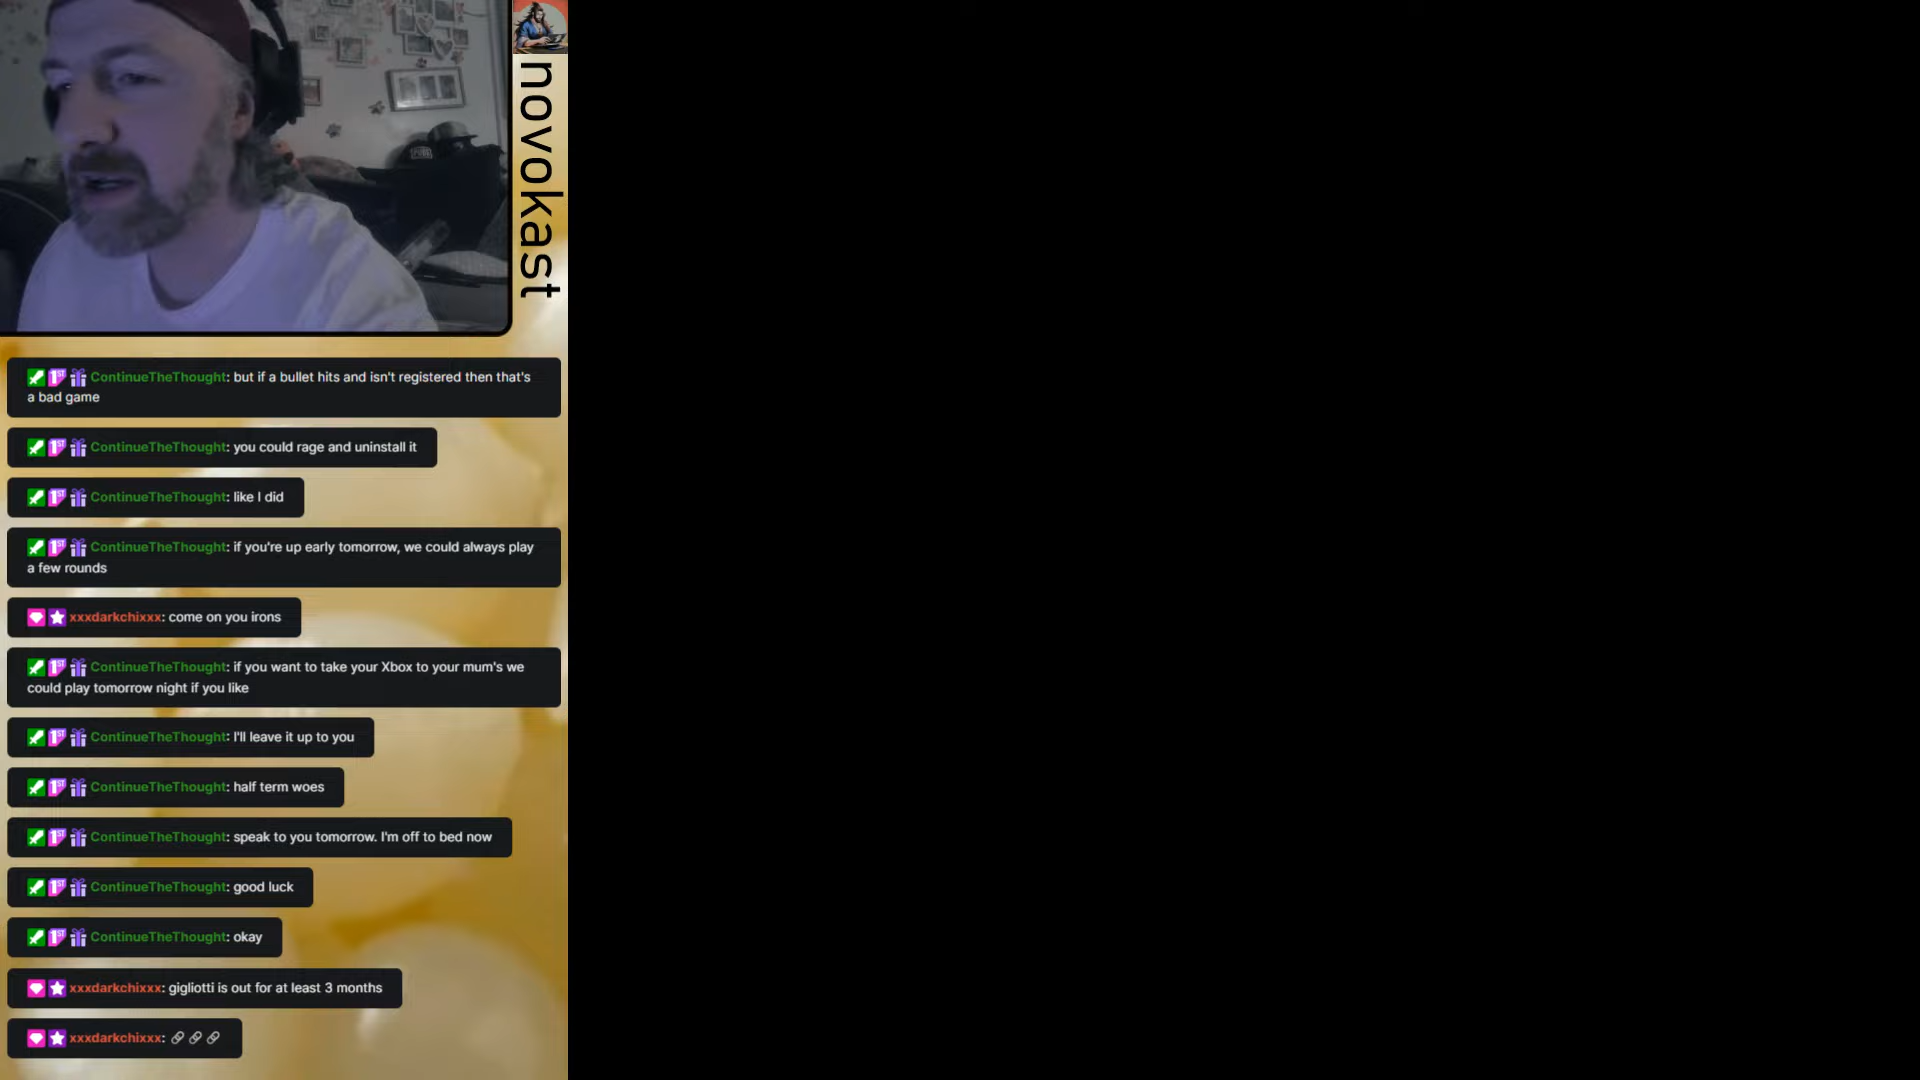 novokast
ContinueTheThought: but if a bullet hits and isn't registered then that's
a bad game
ContinueTheThought: you could rage and uninstall it
ContinueTheThought: like I did
ContinueTheThought: if you're up early tomorrow, we could always play
a few rounds
xxxdarkchixxx: come on you irons
ContinueTheThought: if you want to take your Xbox to your mum's we
could play tomorrow night if you like
ContinueTheThought: I'll leave it up to you
ContinueTheThought: half term woes
ContinueTheThought: speak to you tomorrow. I'm off to bed now
ContinueTheThought: good luck
ContinueTheThought: okay
xxxdarkchixxx: gigliotti is out for at least 3 months
xxxdarkchixxx: 🔗 🔗 🔗